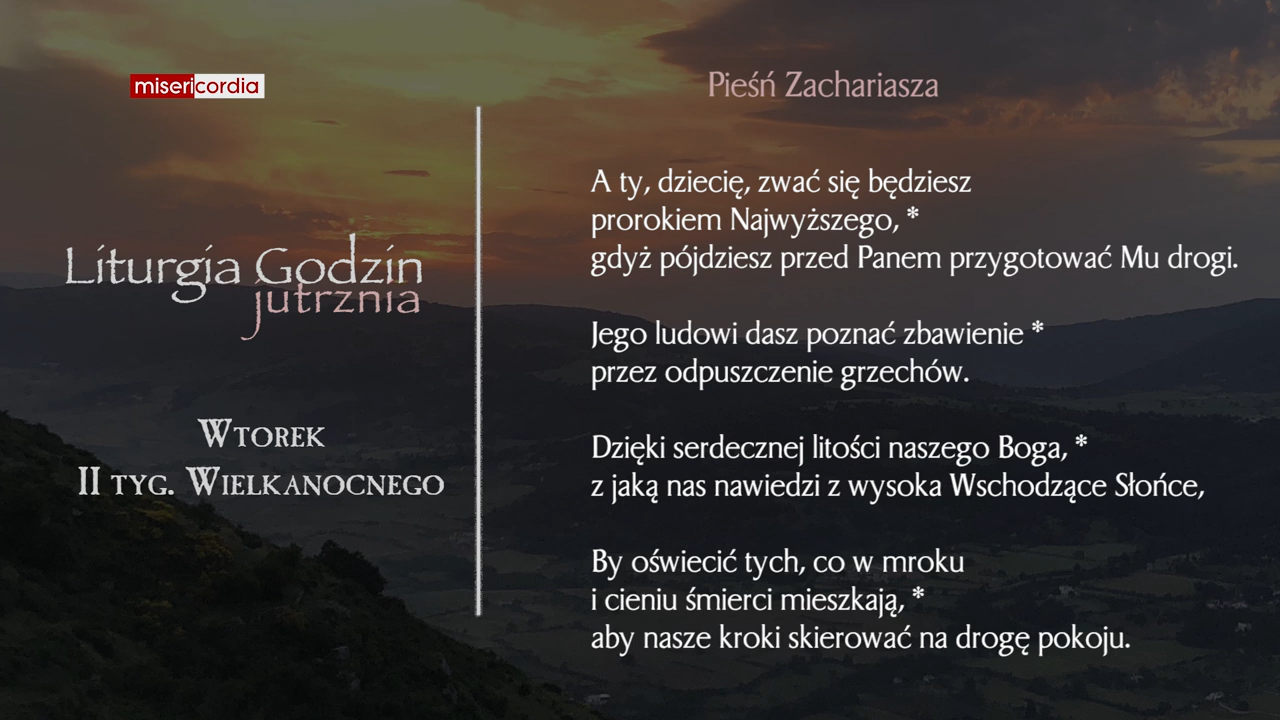 misericordia
Liturgia Godzin
jutrznia
Wtorek
II tyg. Wielkanocnego
Pieśń Zachariasza
A ty, dziecię, zwać się będziesz
prorokiem Najwyższego, *
gdyż pójdziesz przed Panem przygotować Mu drogi.
Jego ludowi dasz poznać zbawienie *
przez odpuszczenie grzechów.
Dzięki serdecznej litości naszego Boga, *
z jaką nas nawiedzi z wysoka Wschodzące Słońce,
By oświecić tych, co w mroku
i cieniu śmierci mieszkają, *
aby nasze kroki skierować na drogę pokoju.